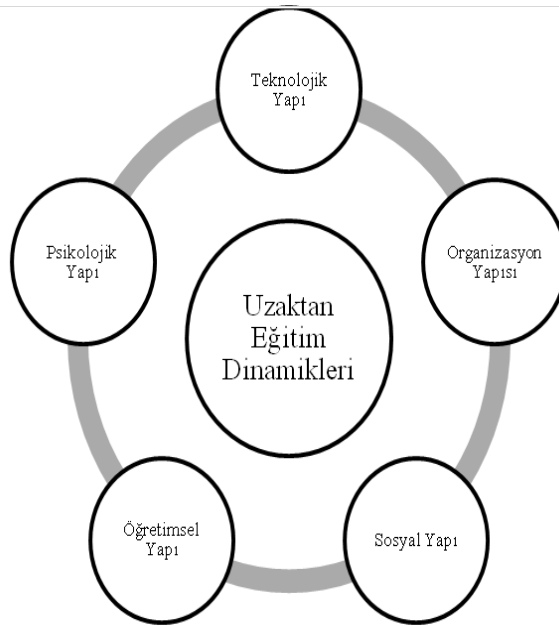 Teknolojik
Yapı
Psikolojik
Yapı
Organizasyon
Yapısı
Uzaktan
Eğitim
Dinamikleri
Öğretimsel
Yapı
Sosyal Yapı